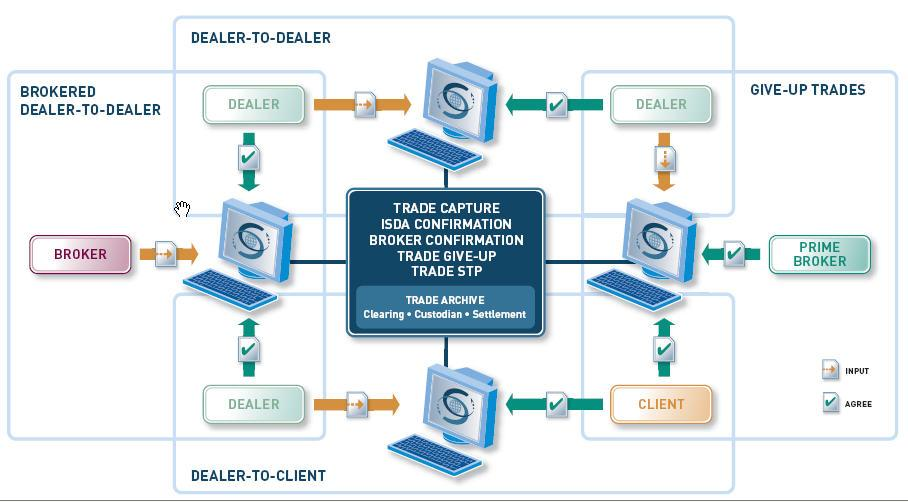 DEALER-TO-DEALER
BROKERED
DEALER-TO-DEALER
GIVE-UP TRADES
DEALER
DEALER
TRADE CAPTURE
ISDA CONFIRMATION
BROKER CONFIRMATION
TRADE GIVE-UP
TRADE STP
BROKER
PRIME
BROKER
TRADE ARCHIVE
Clearing • Custodian • Settlement
INPUT
AGREE
DEALER
CLIENT
DEALER-TO-CLIENT